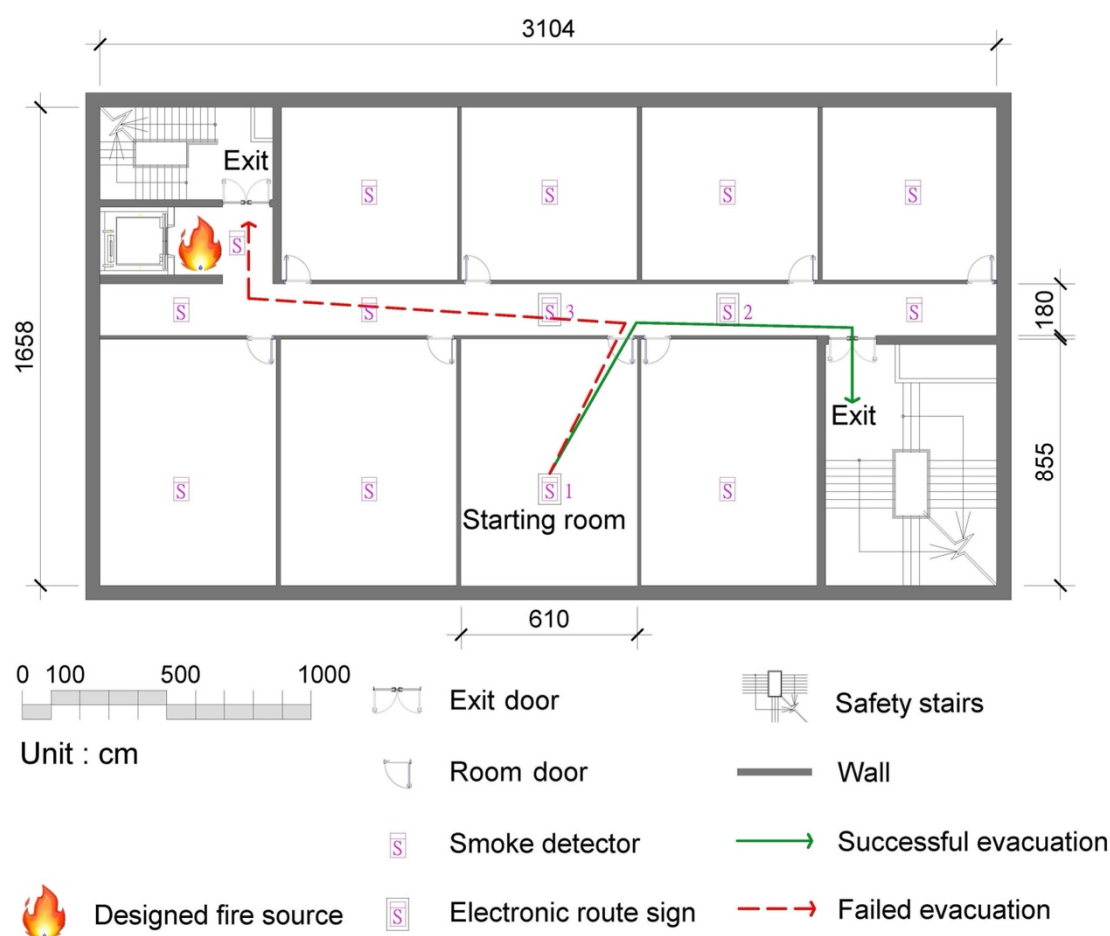 3104
Exit
S
S
S
S
S
S
S
S 3
S 2
S
180
1658
Exit
855
S
S
S 1
S
Starting room
610
0 100 500 1000
Unit : cm
Exit door
Safety stairs
Room door
Wall
S
Smoke detector
Successful evacuation
Designed fire source
S
Electronic route sign
Failed evacuation